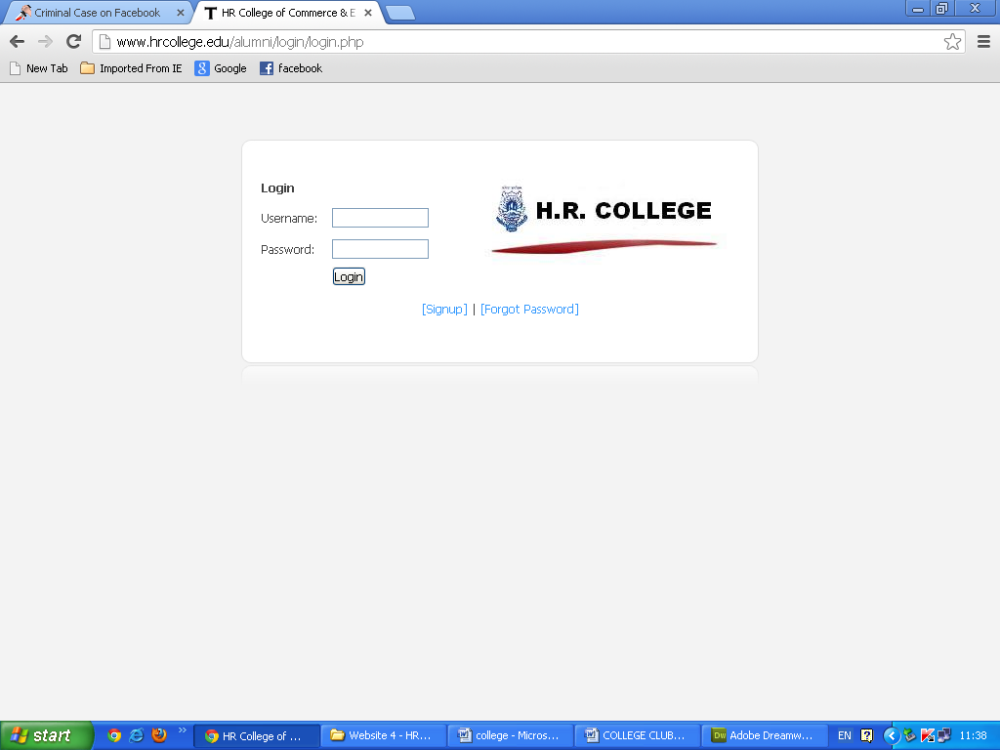 Criminal Case on Facebook
HR College of Commerce & E
www.hrcollege.edu/alumni/login/login.php
New Tab
Imported From IE
Google
facebook
Login
Username:
Password:
Login
H.R. COLLEGE
[Signup] | [Forgot Password]
start
HR College of ...
Website 4 - HR...
college - Micros...
COLLEGE CLUB...
Adobe Dreamw...
EN
11:38